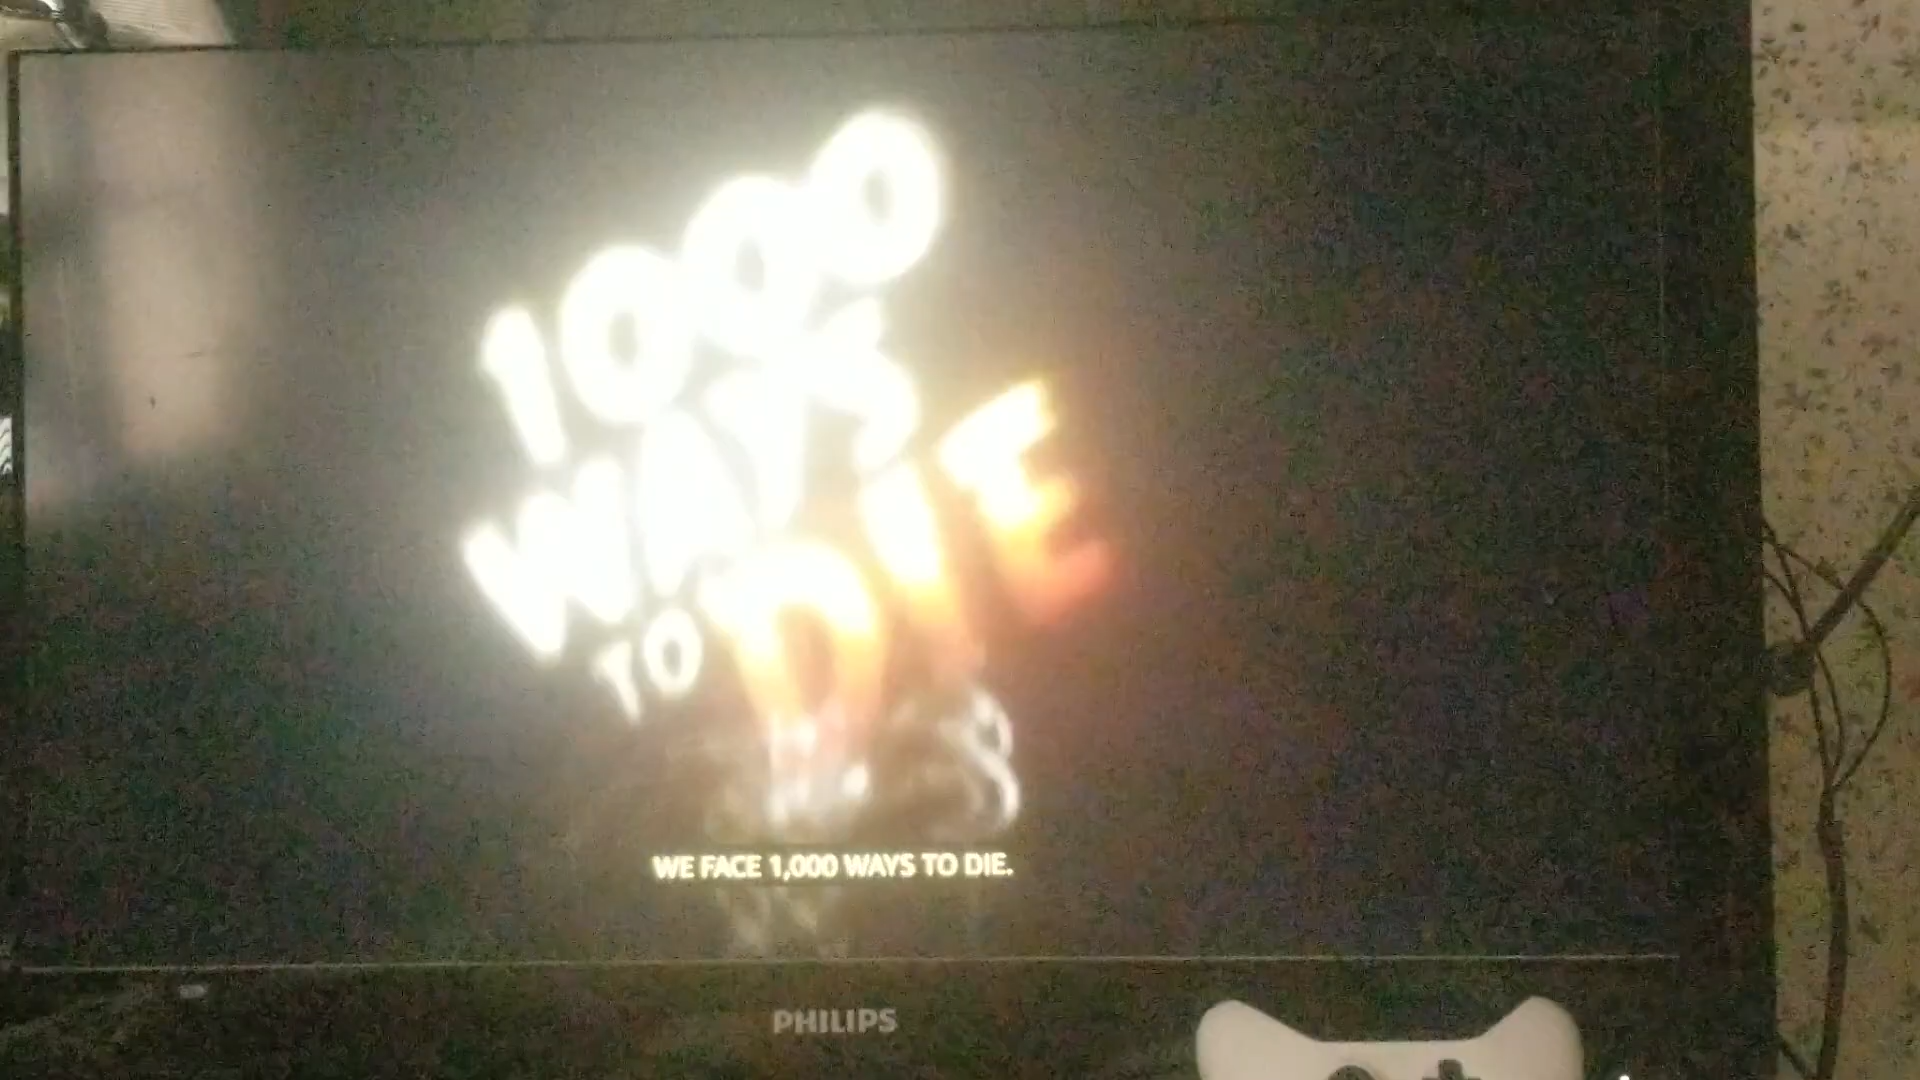 1000
WAYS
TO DIE
WE FACE 1,000 WAYS TO DIE.
PHILIPS